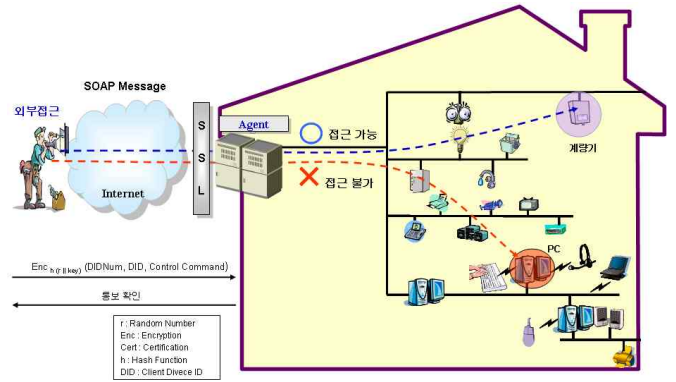 SOAP Message
외부접근
Internet
S
S
L
Agent
접근 가능
접근 불가
계량기
PC
Enc h (r || key) (DIDNum, DID, Control Command)
통보 확인
r : Random Number
Enc : Encryption
Cert : Certification
h : Hash Function
DID : Client Divece ID